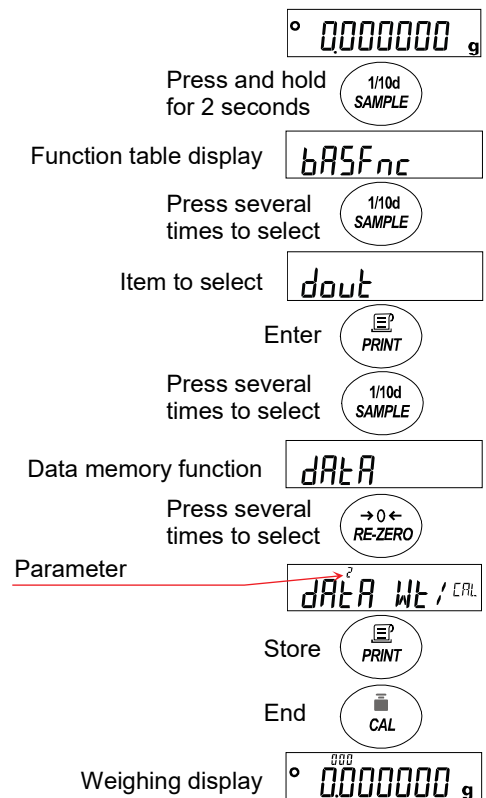 0.000000 g
Press and hold
for 2 seconds
1/10d
SAMPLE
Function table display
bASFnc
Press several
times to select
1/10d
SAMPLE
Item to select
dout
Enter
PRINT
Press several
times to select
1/10d
SAMPLE
Data memory function
dAtA
Press several
times to select
→0←
RE-ZERO
Parameter
2
dAtA Wt/ CAL
Store
PRINT
End
CAL
Weighing display
000
0.000000 g